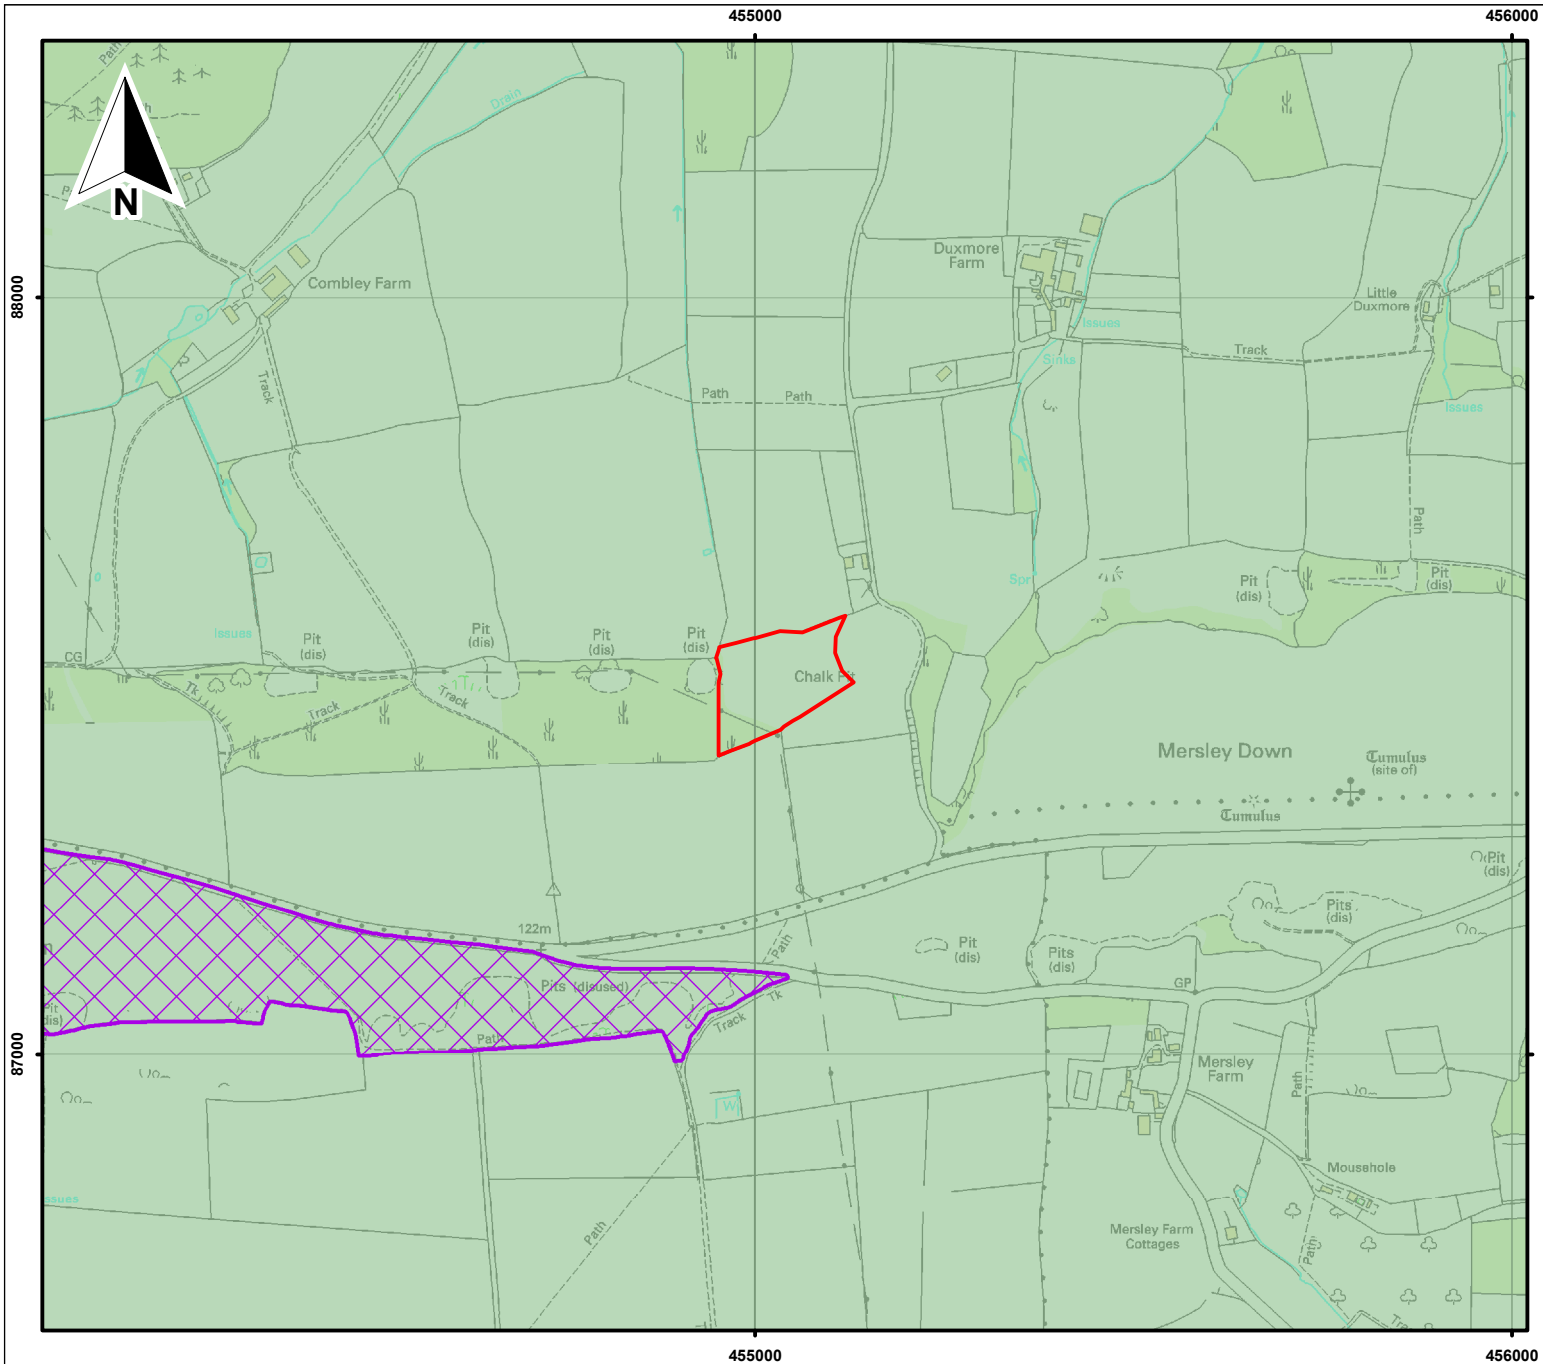 455000
456000
Path
Drain
N
Combley Farm
Duxmore
Farm
88000
Little
Duxmore
Issues
Sinks
Track
Track
Path
Path
Issues
Path
Spr
Issues
Pit
(dis)
Pit
(dis)
Pit
(dis)
Pit
(dis)
Pit
(dis)
Pit
(dis)
CG
Tk
Track
Track
Chalk Pit
Mersley Down
Tumulus
(site of)
Tumulus
Pit
(dis)
Pits
(dis)
122m
Path
Pit
(dis)
Pits
(dis)
GP
Pits (disused)
Tk
Track
Pit
(dis)
Path
87000
Mersley
Farm
Path
W
Mousehole
Path
Mersley Farm
Cottages
Path
455000
456000